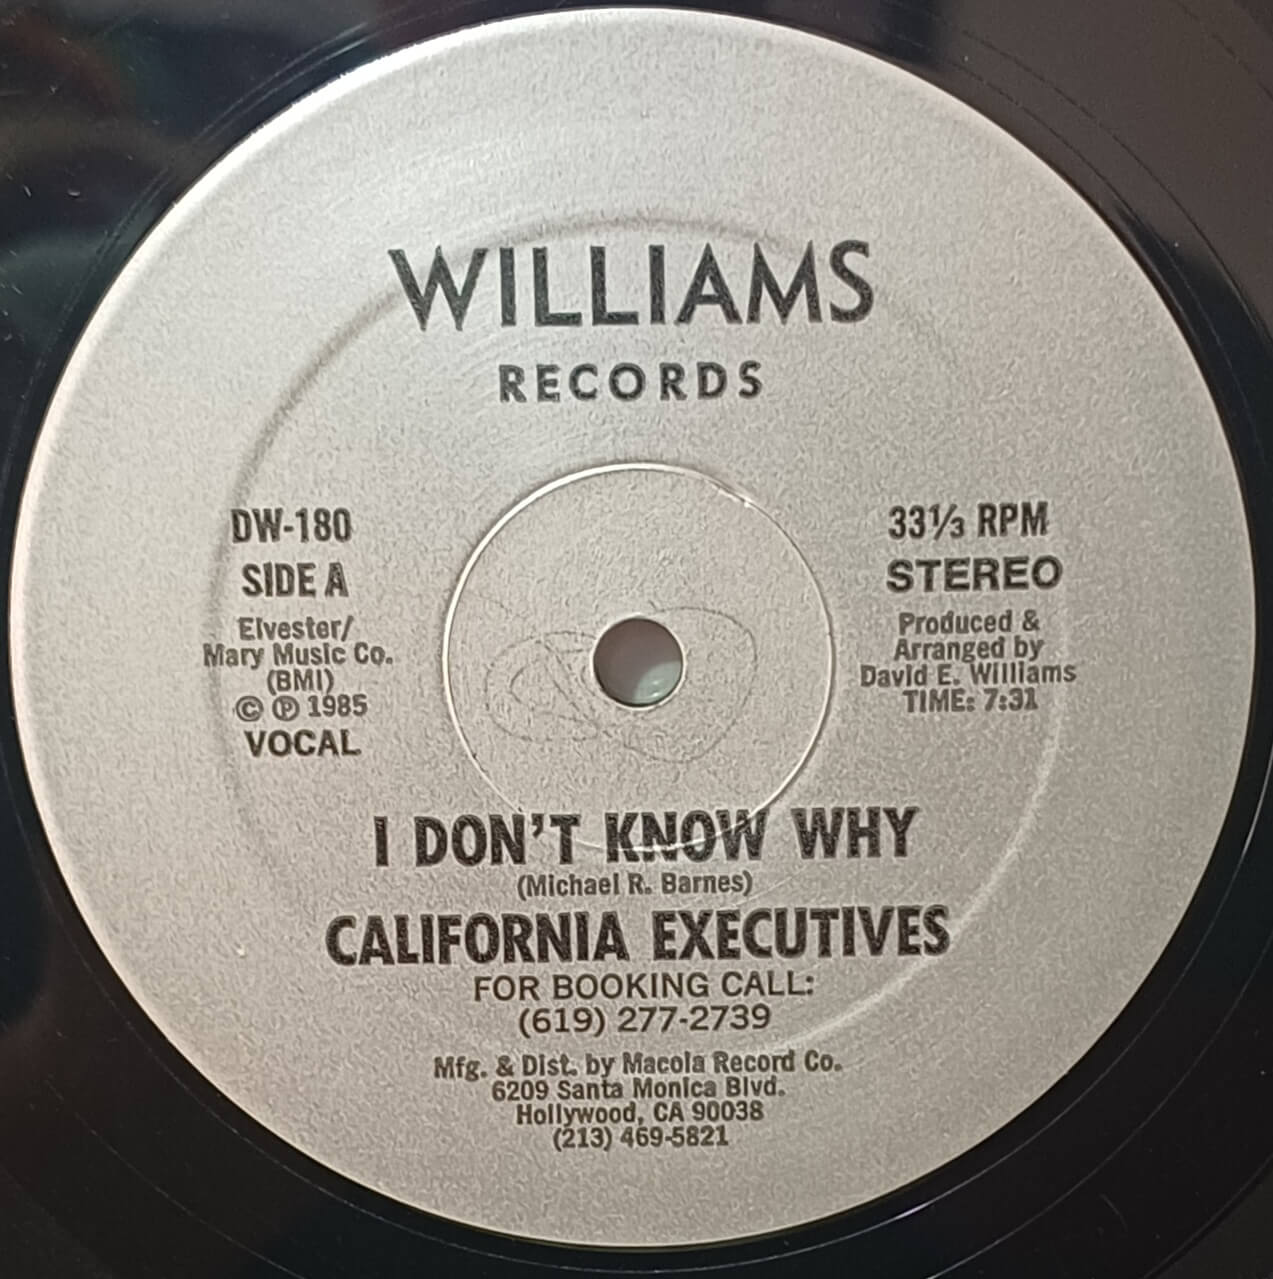 WILLIAMS
RECORDS
DW-180
SIDE A
Elvester/
Mary Music Co.
(BMI)
© ℗ 1985
VOCAL
33⅓ RPM
STEREO
Produced &
Arranged by
David E. Williams
TIME: 7:31
I DON'T KNOW WHY
(Michael R. Barnes)
CALIFORNIA EXECUTIVES
FOR BOOKING CALL:
(619) 277-2739
Mfg. & Dist. by Macola Record Co.
6209 Santa Monica Blvd.
Hollywood, CA 90038
(213) 469-5821